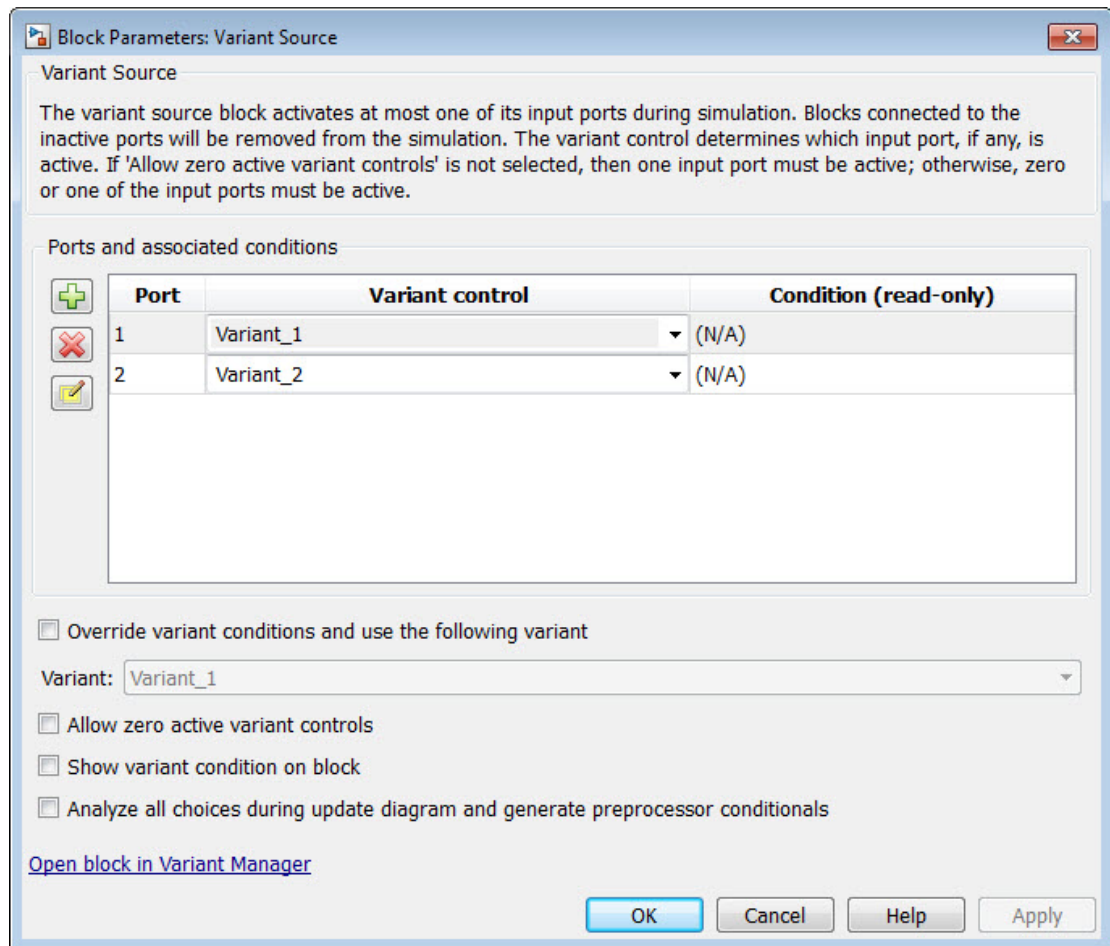 Block Parameters: Variant Source
Variant Source
The variant source block activates at most one of its input ports during simulation. Blocks connected to the
inactive ports will be removed from the simulation. The variant control determines which input port, if any, is
active. If 'Allow zero active variant controls' is not selected, then one input port must be active; otherwise, zero
or one of the input ports must be active.
Ports and associated conditions
Port Variant control Condition (read-only)
1 Variant_1 (N/A)
2 Variant_2 (N/A)
Override variant conditions and use the following variant
Variant: Variant_1
Allow zero active variant controls
Show variant condition on block
Analyze all choices during update diagram and generate preprocessor conditionals
Open block in Variant Manager
OK Cancel Help Apply